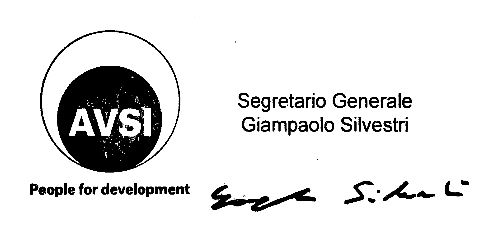 AVSI
People for development
Segretario Generale
Giampaolo Silvestri